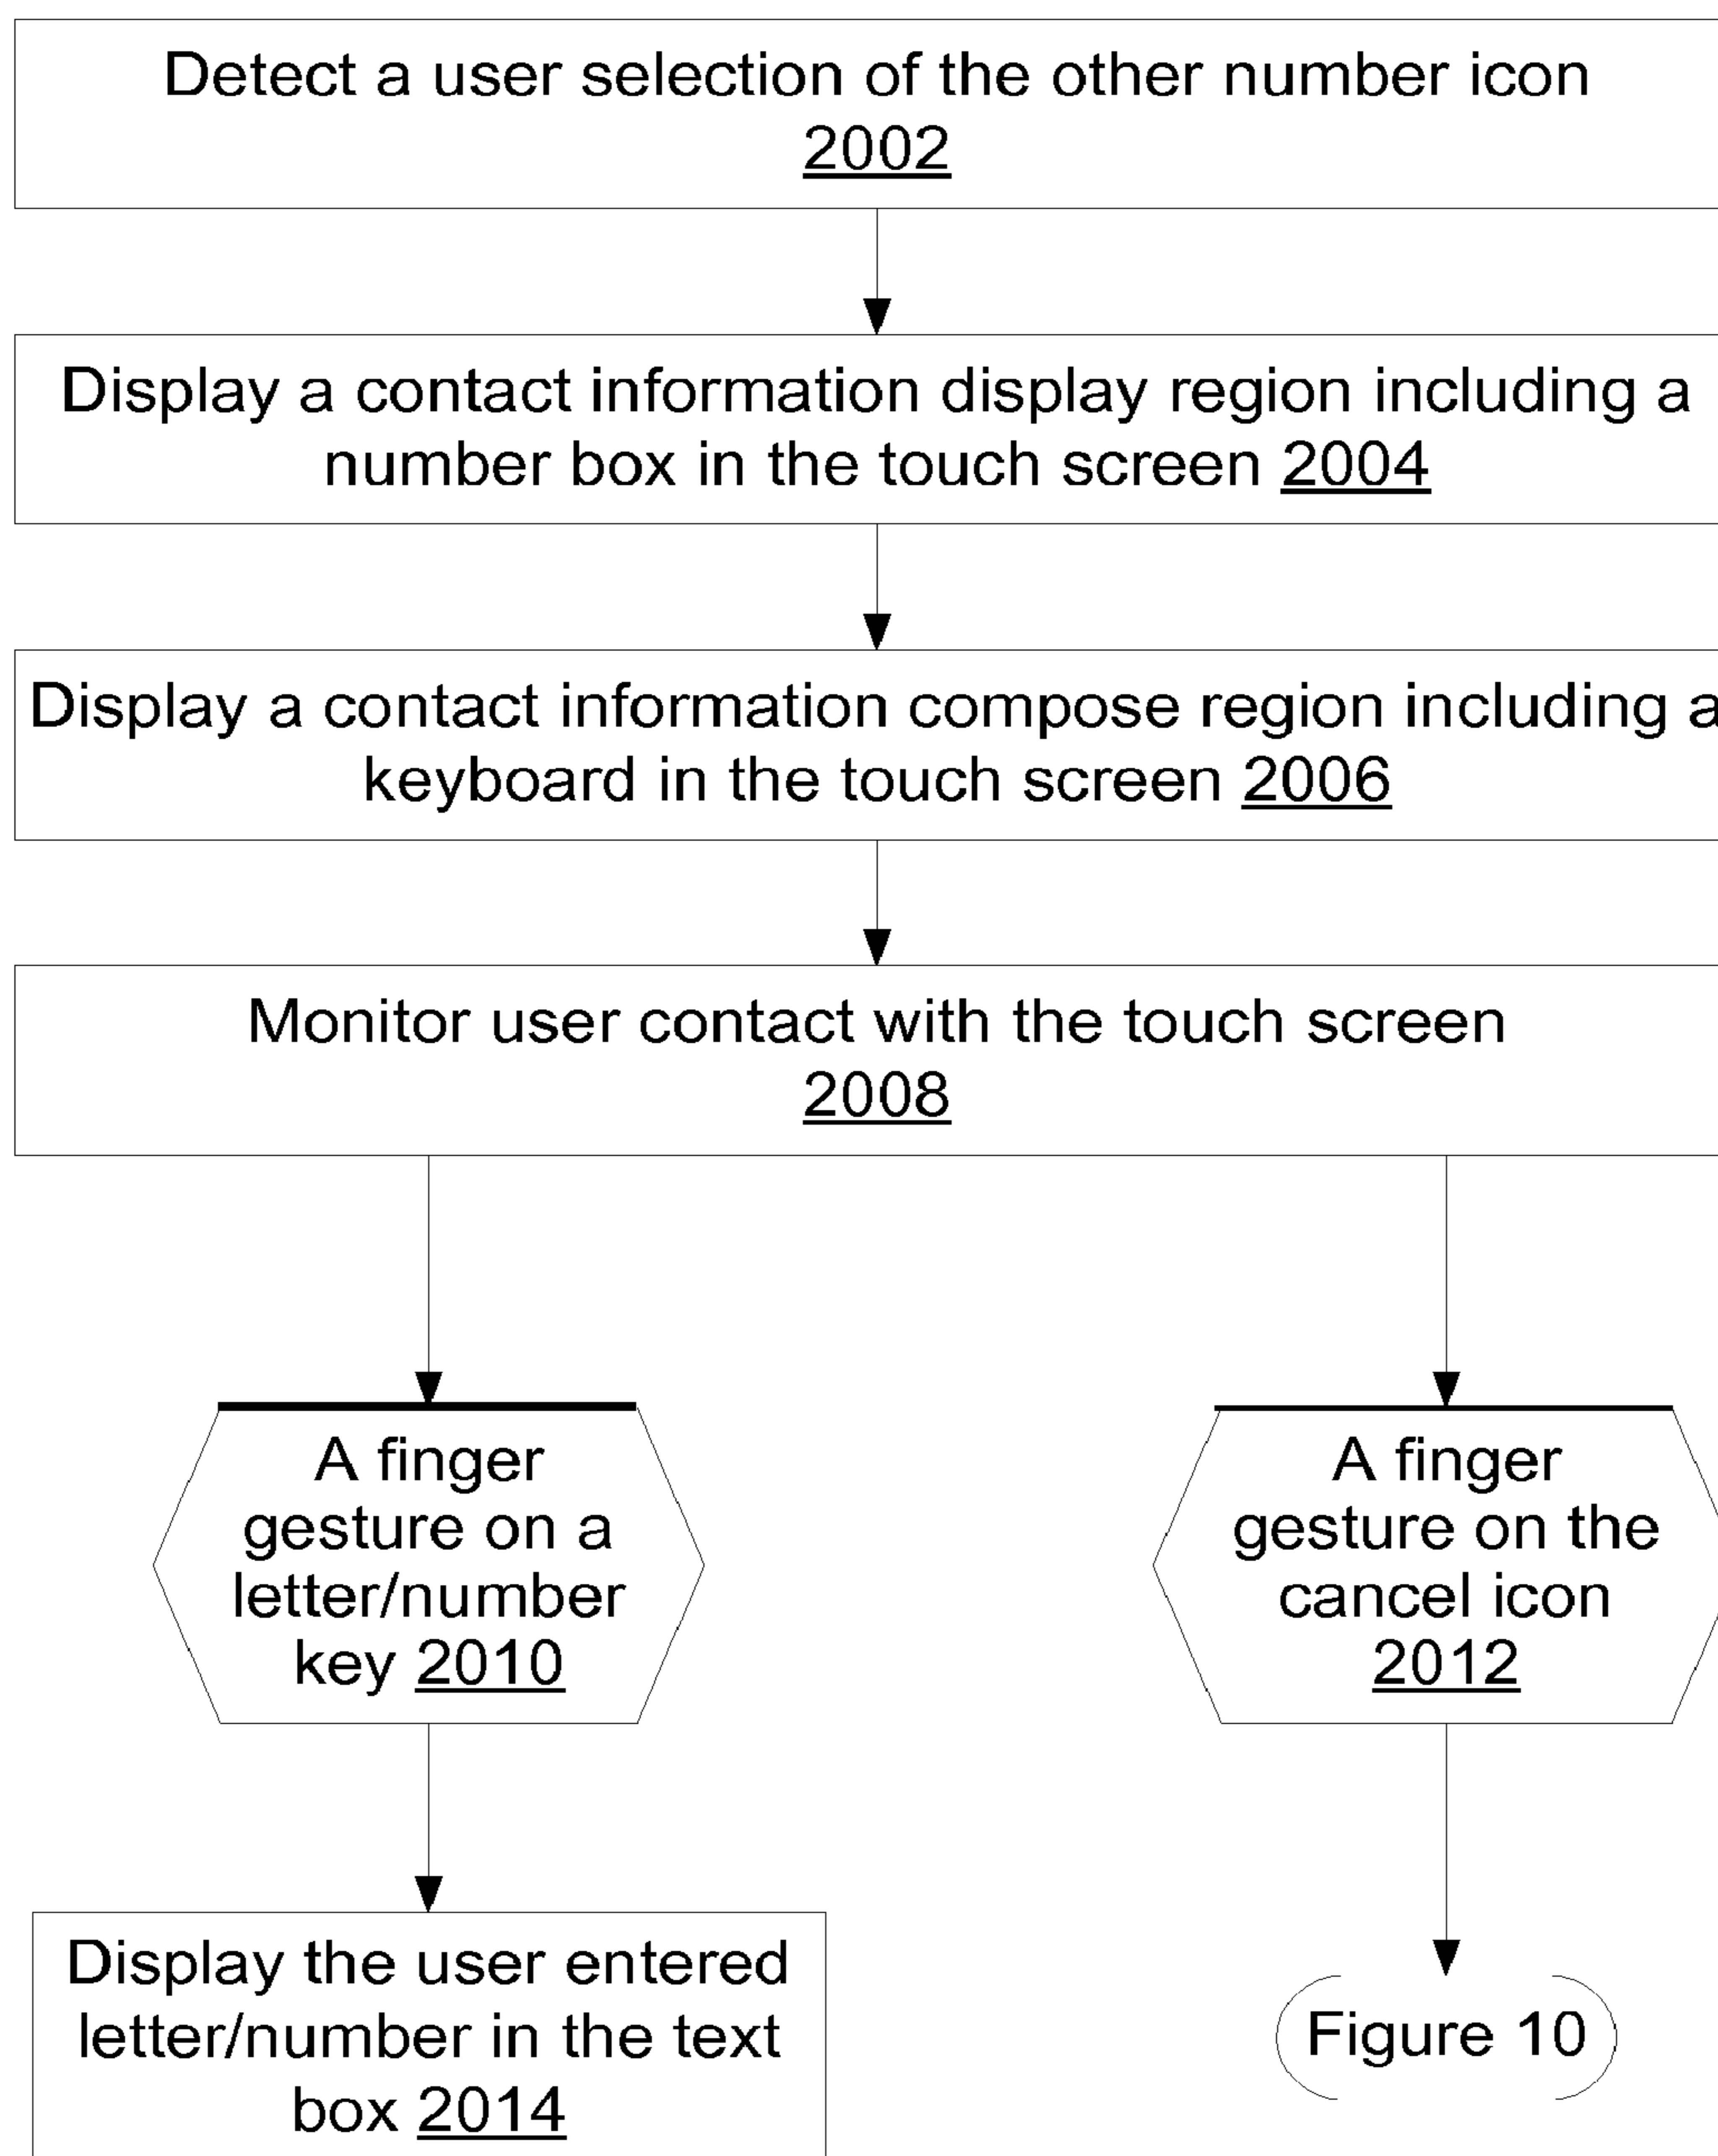 Detect a user selection of the other number icon
2002
Display a contact information display region including a
number box in the touch screen 2004
Display a contact information compose region including a
keyboard in the touch screen 2006
Monitor user contact with the touch screen
2008
A finger
gesture on a
letter/number
key 2010
A finger
gesture on the
cancel icon
2012
Display the user entered
letter/number in the text
box 2014
Figure 10